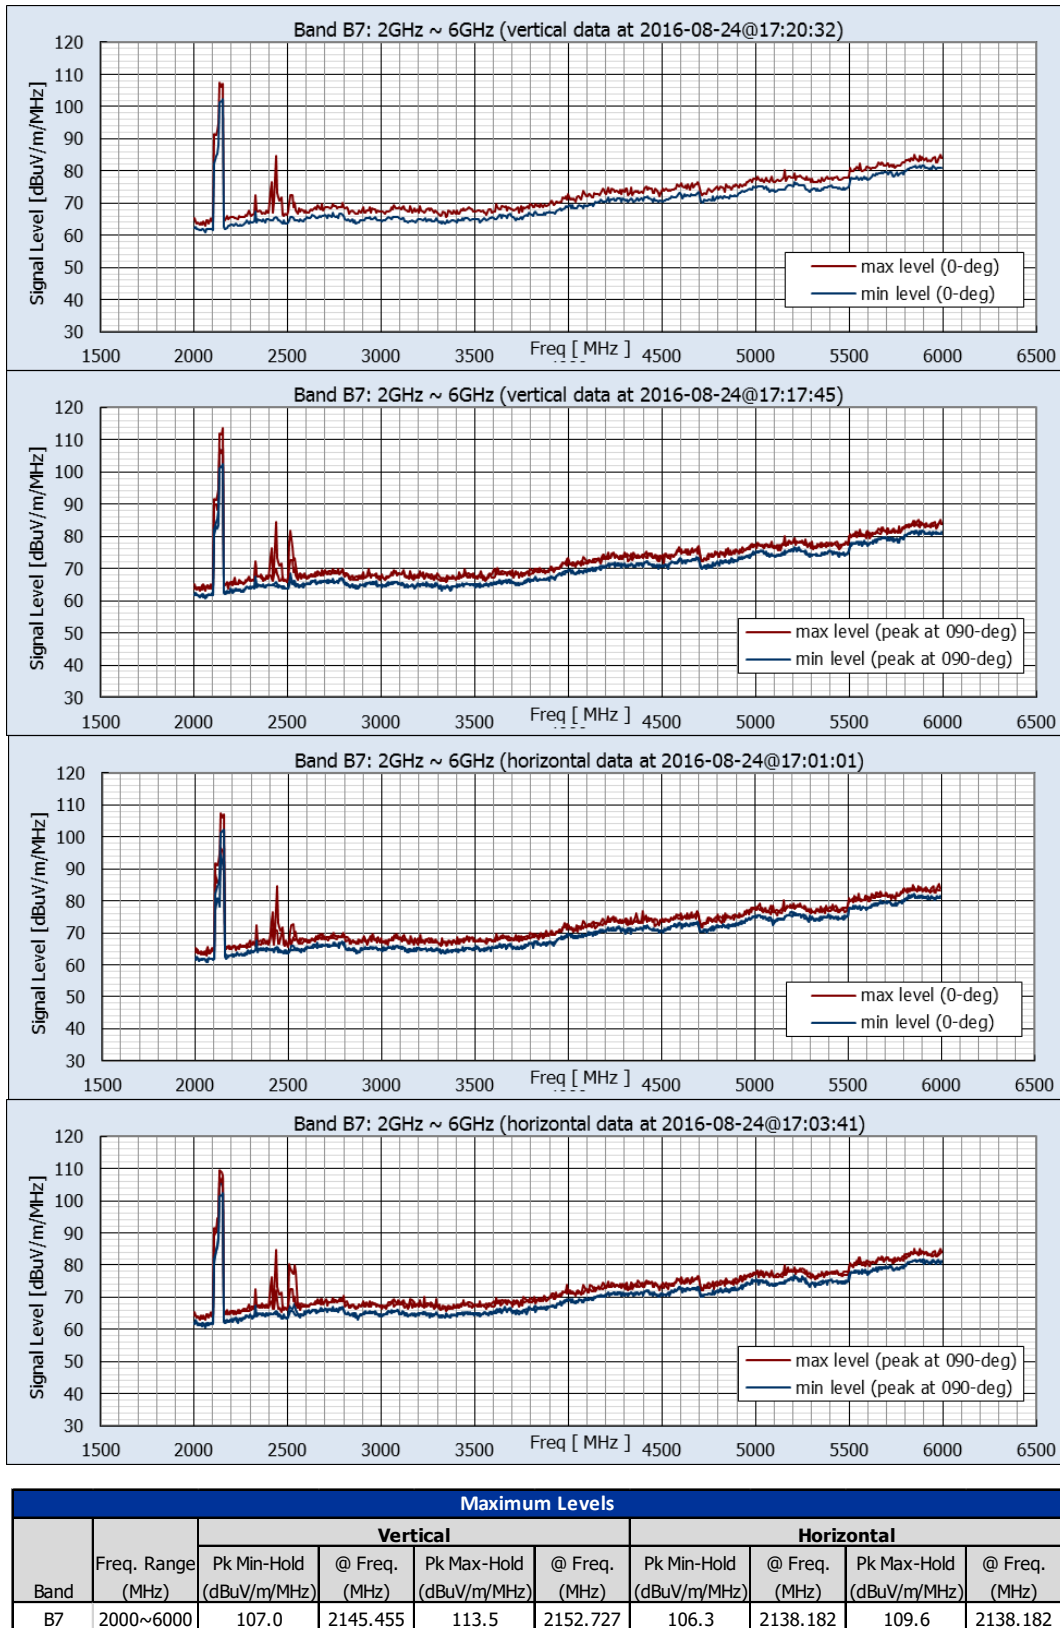 Band B7: 2GHz ~ 6GHz (vertical data at 2016-08-24@17:20:32)
120
110
100
90
80
70
60
50
40
30
Signal Level [dBuV/m/MHz]
max level (0-deg)
min level (0-deg)
1500 2000 2500 3000 3500 4500 5000 5500 6000 6500
Freq [ MHz ]
Band B7: 2GHz ~ 6GHz (vertical data at 2016-08-24@17:17:45)
120
110
100
90
80
70
60
50
40
30
Signal Level [dBuV/m/MHz]
max level (peak at 090-deg)
min level (peak at 090-deg)
1500 2000 2500 3000 3500 4500 5000 5500 6000 6500
Freq [ MHz ]
Band B7: 2GHz ~ 6GHz (horizontal data at 2016-08-24@17:01:01)
120
110
100
90
80
70
60
50
40
30
Signal Level [dBuV/m/MHz]
max level (0-deg)
min level (0-deg)
1500 2000 2500 3000 3500 4500 5000 5500 6000 6500
Freq [ MHz ]
Band B7: 2GHz ~ 6GHz (horizontal data at 2016-08-24@17:03:41)
120
110
100
90
80
70
60
50
40
30
Signal Level [dBuV/m/MHz]
max level (peak at 090-deg)
min level (peak at 090-deg)
1500 2000 2500 3000 3500 4500 5000 5500 6000 6500
Freq [ MHz ]
Maximum Levels
Vertical Horizontal
Freq. Range Pk Min-Hold @ Freq. Pk Max-Hold @ Freq. Pk Min-Hold @ Freq. Pk Max-Hold @ Freq.
Band (MHz) (dBuV/m/MHz) (MHz) (dBuV/m/MHz) (MHz) (dBuV/m/MHz) (MHz) (dBuV/m/MHz) (MHz)
B7 2000~6000 107.0 2145.455 113.5 2152.727 106.3 2138.182 109.6 2138.182